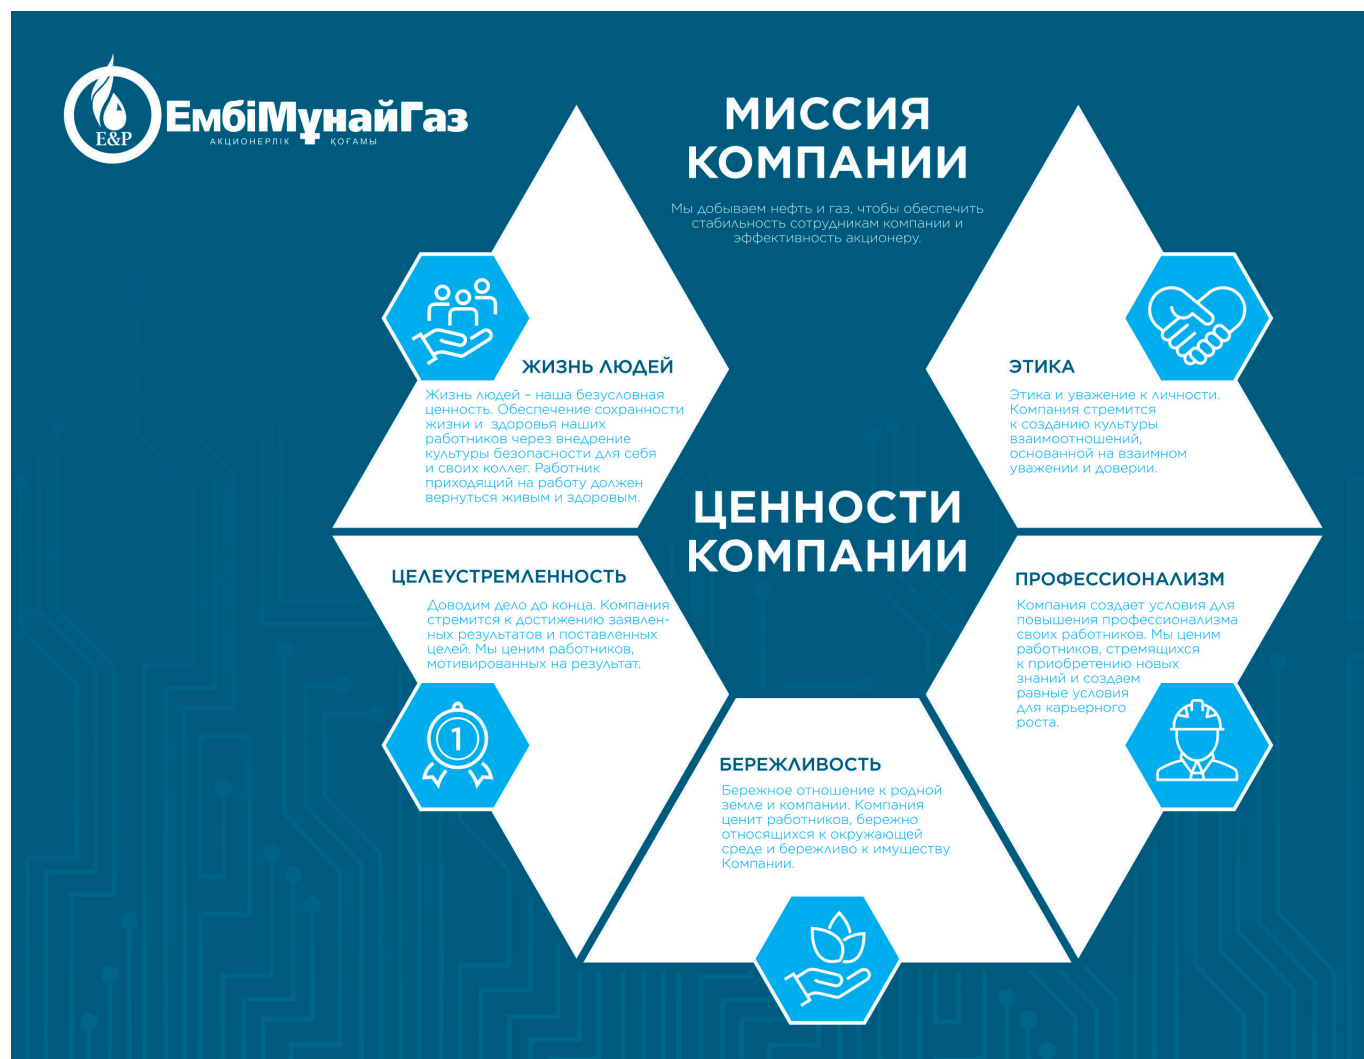 ЕмбіМұнайГаз
АКЦИОНЕРЛІК ҚОҒАМЫ
E&P
МИССИЯ
КОМПАНИИ
Мы добываем нефть и газ, чтобы обеспечить
стабильность сотрудникам компании и
эффективность акционеру.
ЖИЗНЬ ЛЮДЕЙ
Жизнь людей – наша безусловная
ценность. Обеспечение сохранности
жизни и здоровья наших
работников через внедрение
культуры безопасности для себя
и своих коллег. Работник
приходящий на работу должен
вернуться живым и здоровым.
ЭТИКА
Этика и уважение к личности.
Компания стремится
к созданию культуры
взаимоотношений,
основанной на взаимном
уважении и доверии.
ЦЕННОСТИ
КОМПАНИИ
ЦЕЛЕУСТРЕМЛЕННОСТЬ
Доводим дело до конца. Компания
стремится к достижению заявлен-
ных результатов и поставленных
целей. Мы ценим работников,
мотивированных на результат.
1
ПРОФЕССИОНАЛИЗМ
Компания создает условия для
повышения профессионализма
своих работников. Мы ценим
работников, стремящихся
к приобретению новых
знаний и создаем
равные условия
для карьерного
роста.
БЕРЕЖЛИВОСТЬ
Бережное отношение к родной
земле и компании. Компания
ценит работников, бережно
относящихся к окружающей
среде и бережливо к имуществу
Компании.